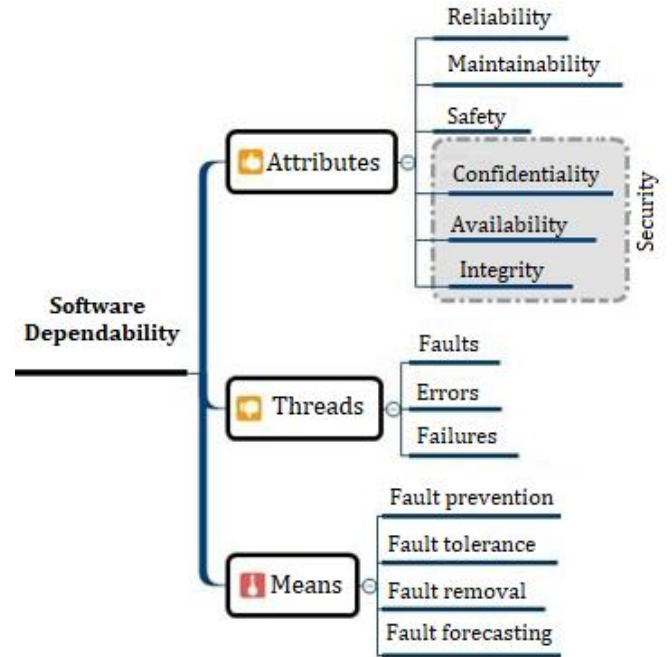 Software
Dependability
Attributes
Reliability
Maintainability
Safety
Confidentiality
Availability
Integrity
Security
Threads
Faults
Errors
Failures
Means
Fault prevention
Fault tolerance
Fault removal
Fault forecasting